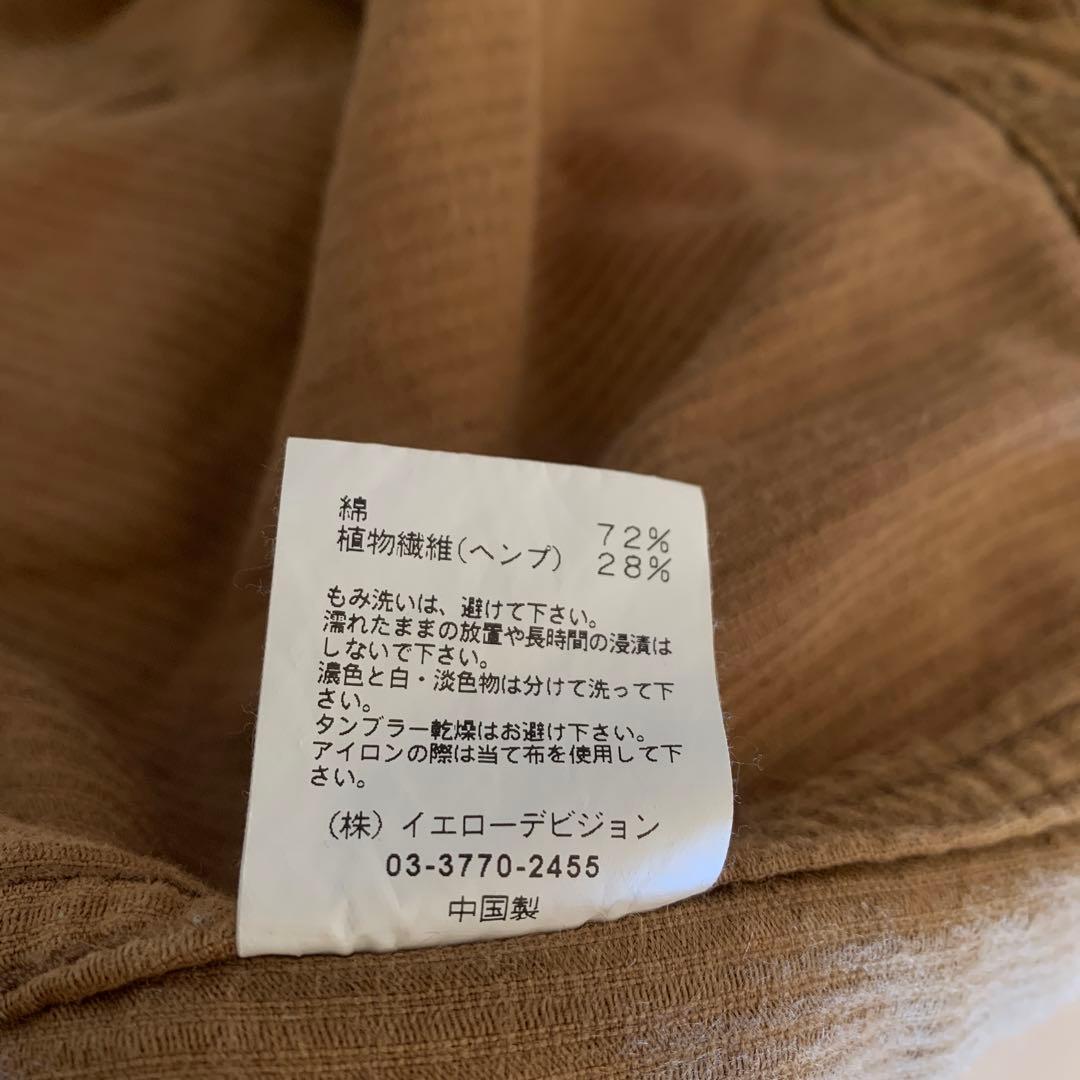 綿 72%
植物繊維(ヘンプ) 28%
もみ洗いは、避けて下さい。
濡れたままの放置や長時間の浸漬は
しないで下さい。
濃色と白・淡色物は分けて洗って下
さい。
タンブラー乾燥はお避け下さい。
アイロンの際は当て布を使用して下
さい。
(株)イエローデビジョン
03-3770-2455
中国製